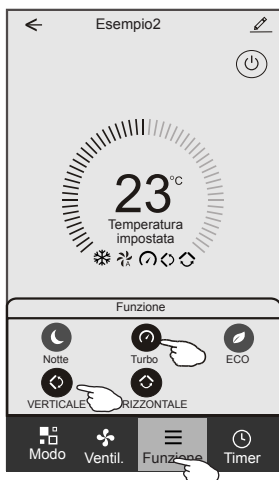 Esempio2
23°C
Temperatura
impostata
A
Funzione
Notte Turbo ECO
VERTICALE RIZZONTALE
Modo Ventil. Funzione Timer